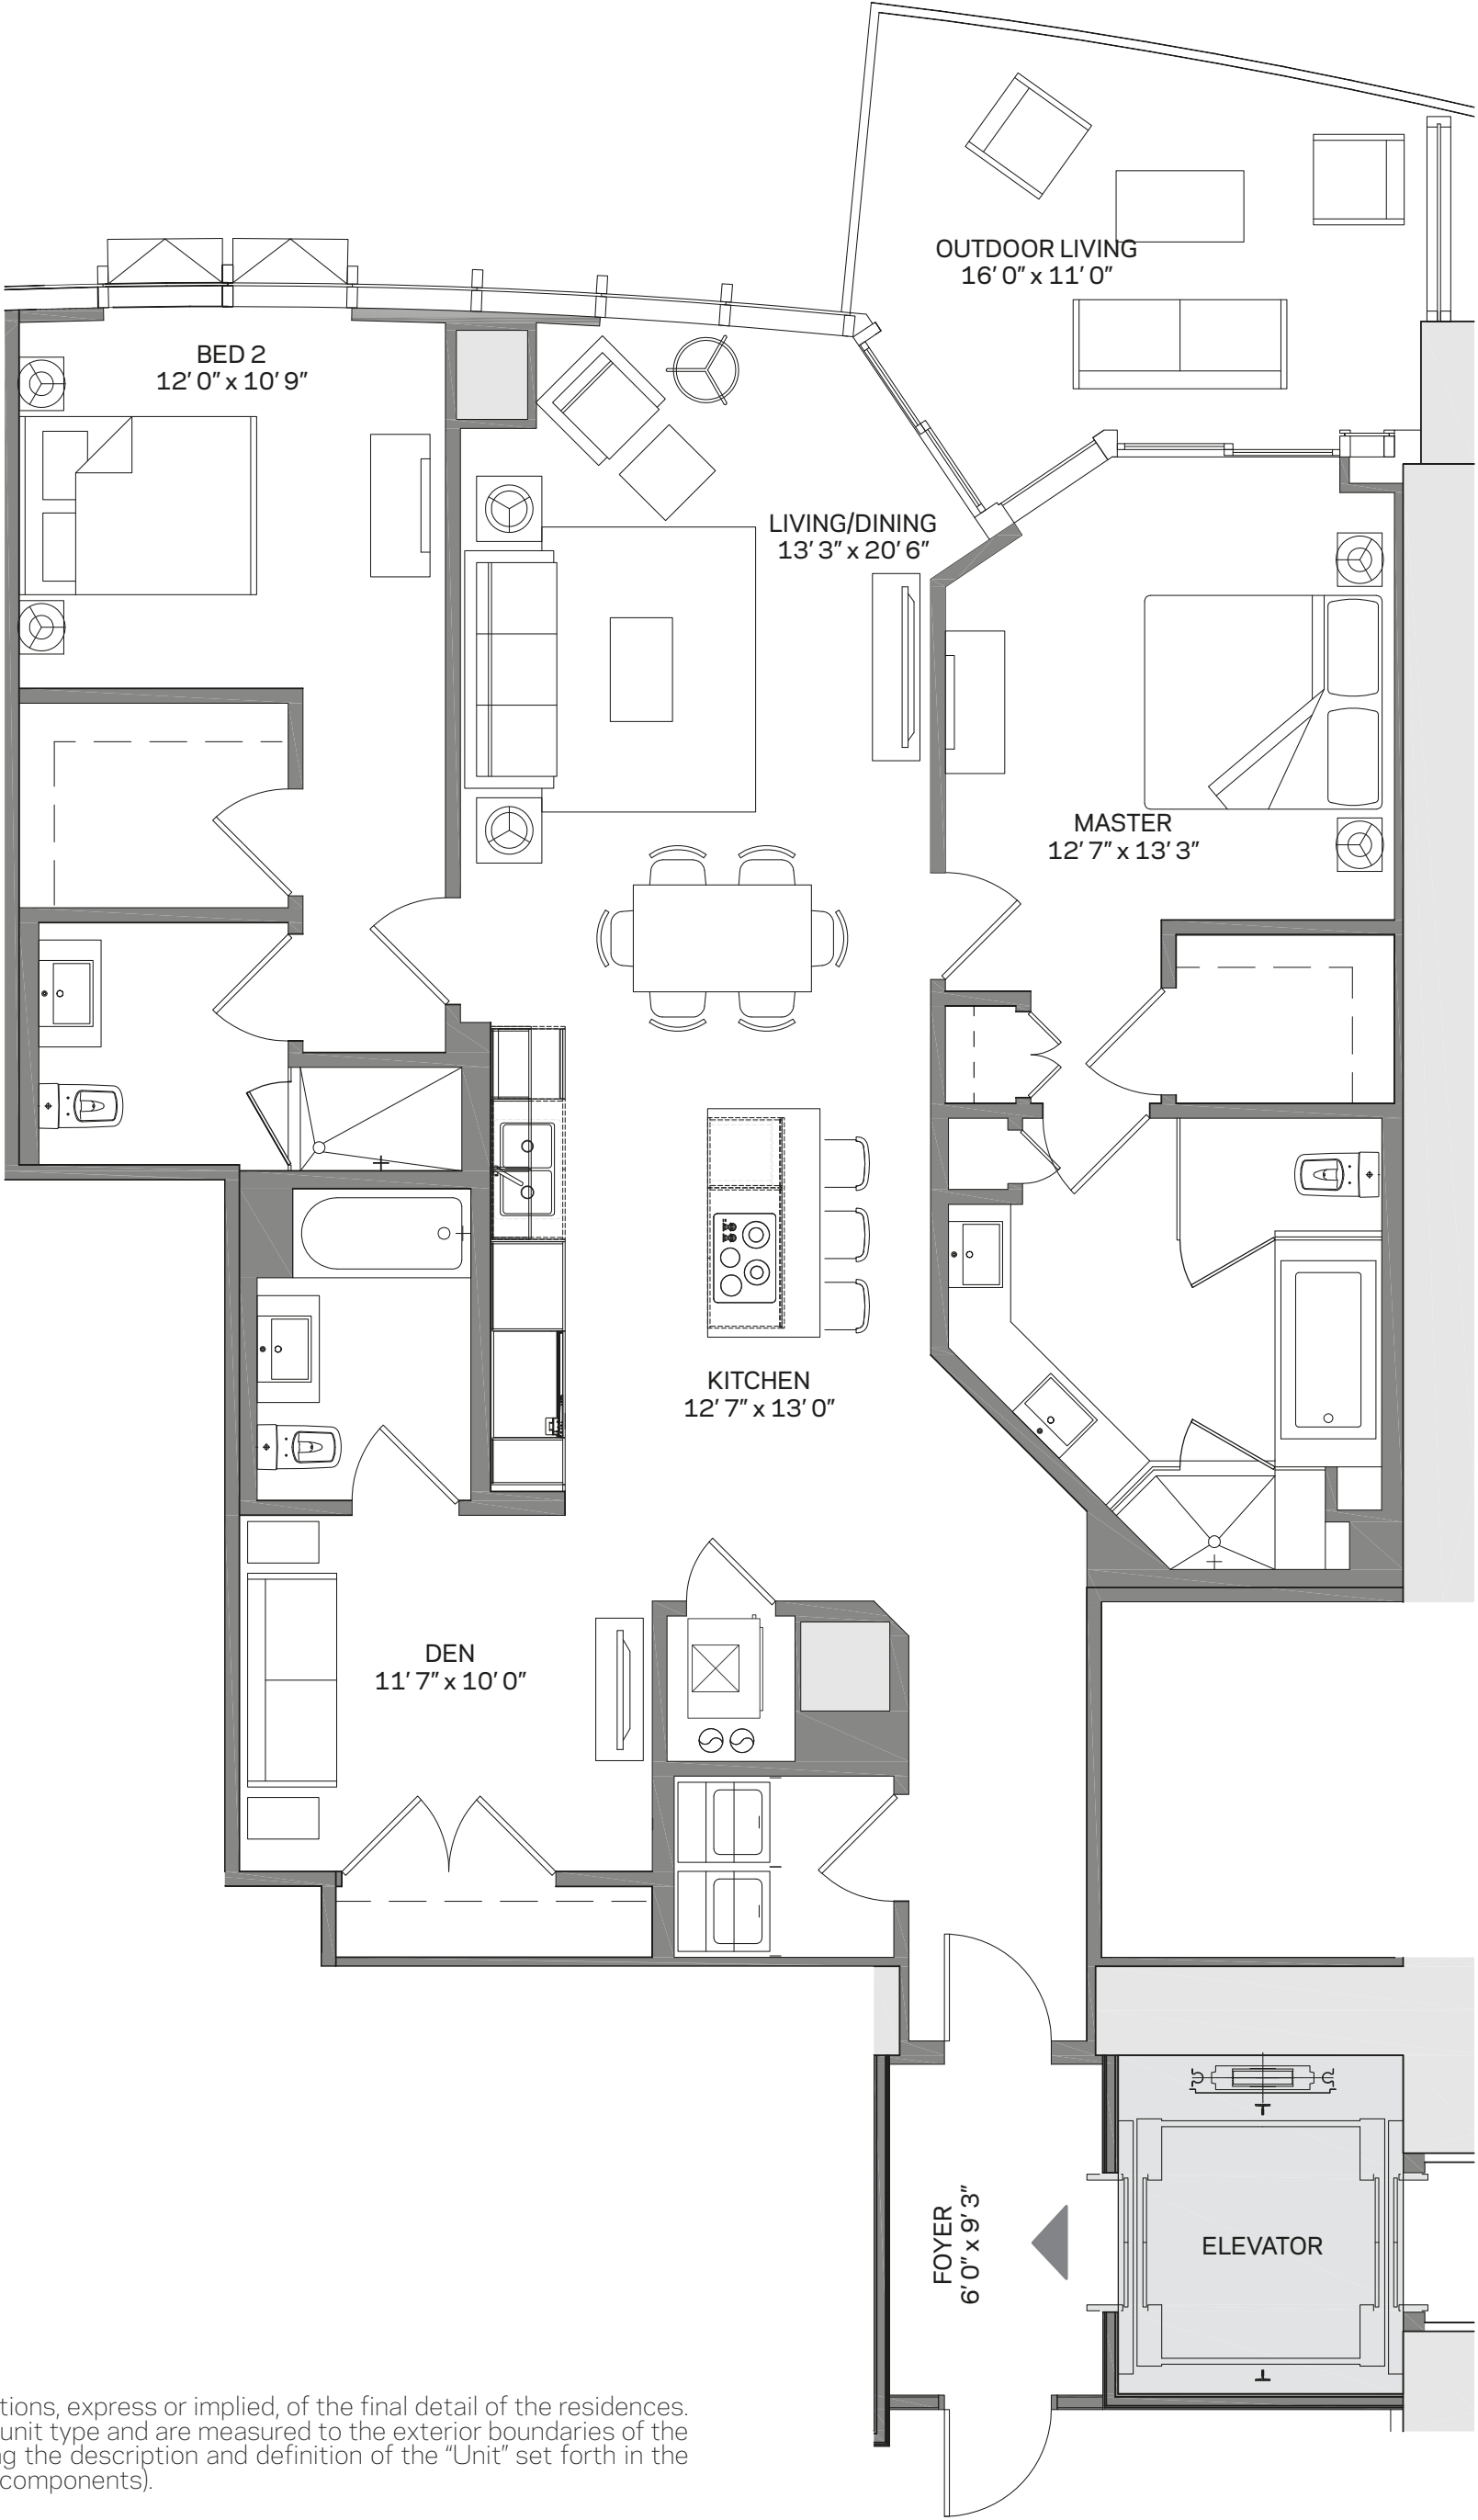 OUTDOOR LIVING
16’ 0” x 11’ 0”
BED 2
12’ 0” x 10’ 9”
LIVING/DINING
13’ 3” x 20’ 6”
MASTER
12’ 7” x 13’ 3”
KITCHEN
12’ 7” x 13’ 0”
DEN
11’ 7” x 10’ 0”
FOYER
6’ 0” x 9’ 3”
ELEVATOR
tions, express or implied, of the final detail of the residences.
unit type and are measured to the exterior boundaries of the
g the description and definition of the “Unit” set forth in the
components).